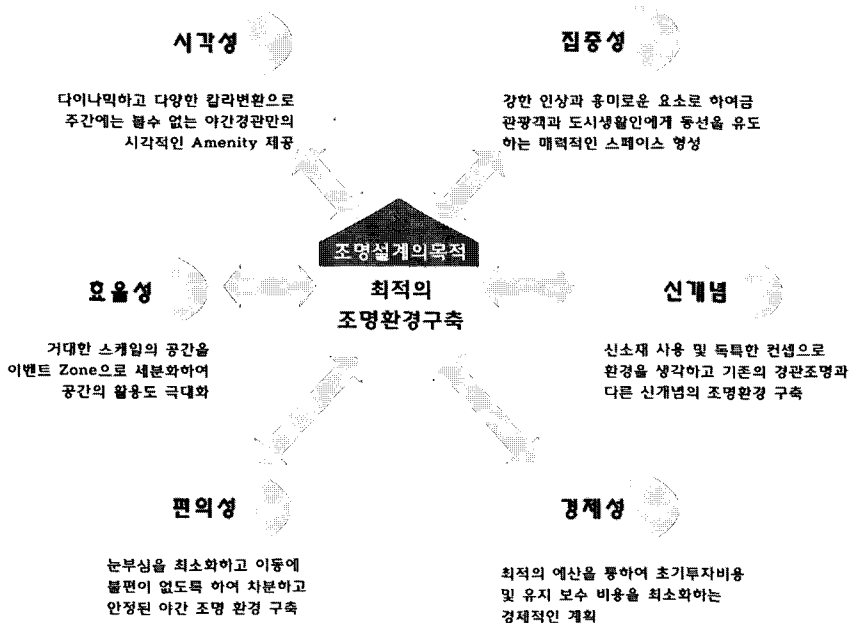 시각성
다이나믹하고 다양한 칼라변환으로
주간에는 볼수 없는 야간경관만의
시각적인 Amenity 제공
집중성
강한 인상과 흥미로운 요소로 하여금
관광객과 도시생활인에게 동선을 유도
하는 매력적인 스페이스 형성
조명설계의목적
최적의
조명환경구축
효율성
거대한 스케일의 공간을
이벤트 Zone으로 세분화하여
공간의 활용도 극대화
신개념
신소재 사용 및 독특한 컨셉으로
환경을 생각하고 기존의 경관조명과
다른 신개념의 조명환경 구축
편의성
눈부심을 최소화하고 이동에
불편이 없도록 하여 차분하고
안정된 야간 조명 환경 구축
경제성
최적의 예산을 통하여 초기투자비용
및 유지 보수 비용을 최소화하는
경제적인 계획